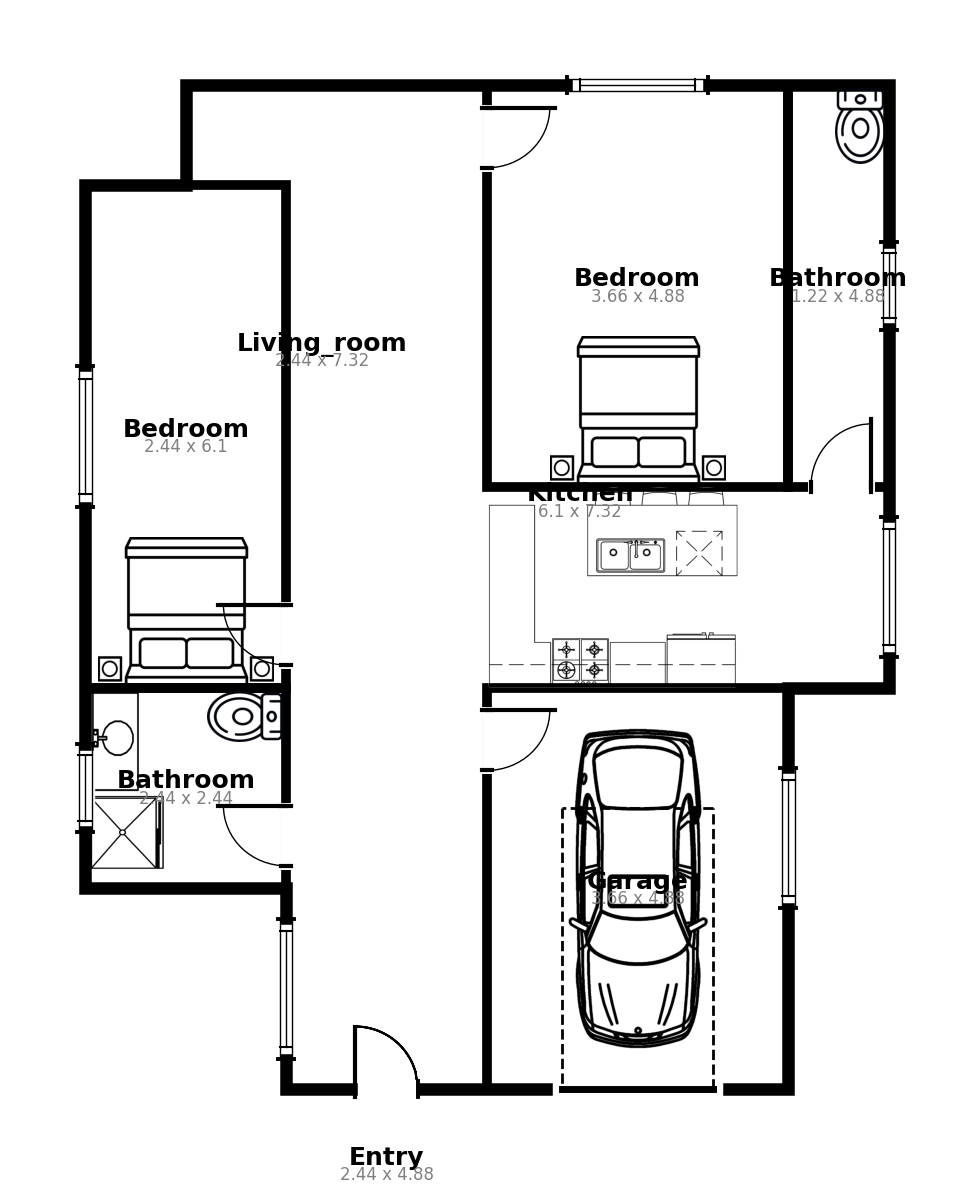 Bedroom
3.66 x 4.88
Bathroom
1.22 x 4.88
Living_room
2.44 x 7.32
Bedroom
2.44 x 6.1
Kitchen
6.1 x 7.32
Bathroom
2.44 x 2.44
Garage
3.66 x 4.88
Entry
2.44 x 4.88